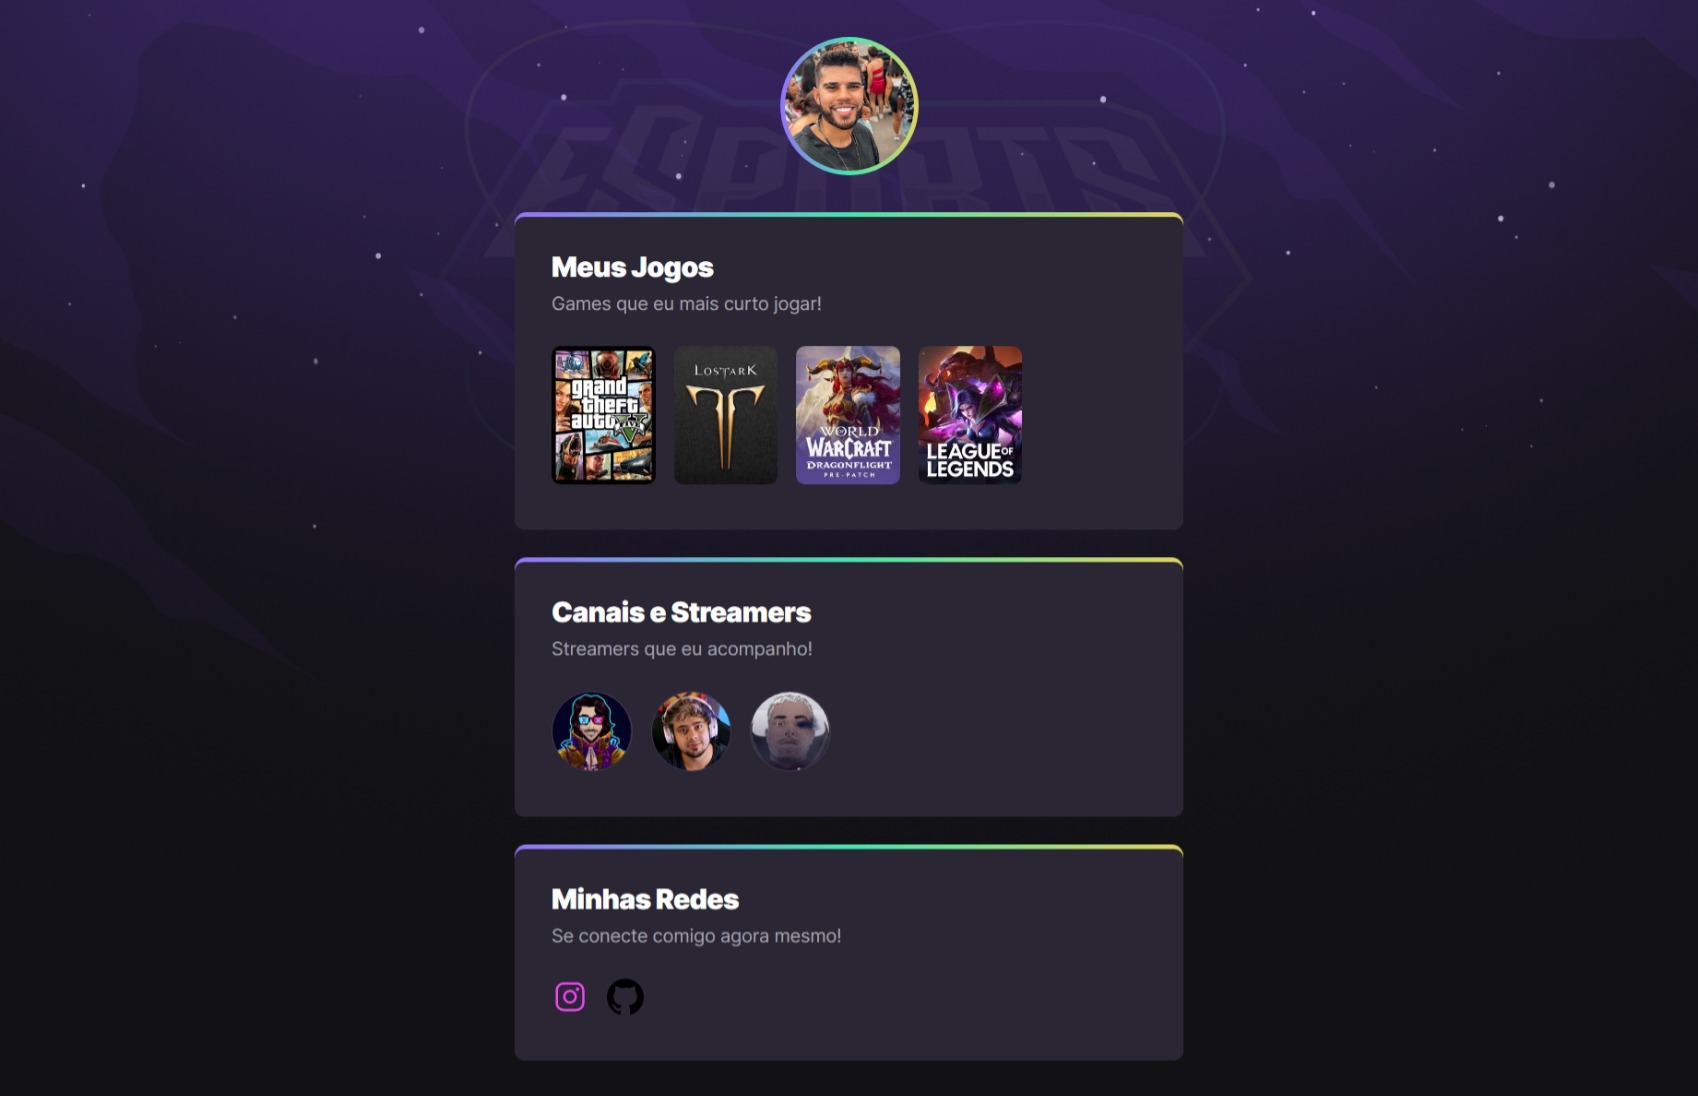 ESPORTS
Meus Jogos
Games que eu mais curto jogar!
grand
theft
auto
V
FIVE
LOSTARK
WORLD
WARCRAFT
DRAGONFLIGHT
PRE-PATCH
LEAGUE OF
LEGENDS
Canais e Streamers
Streamers que eu acompanho!
Minhas Redes
Se conecte comigo agora mesmo!